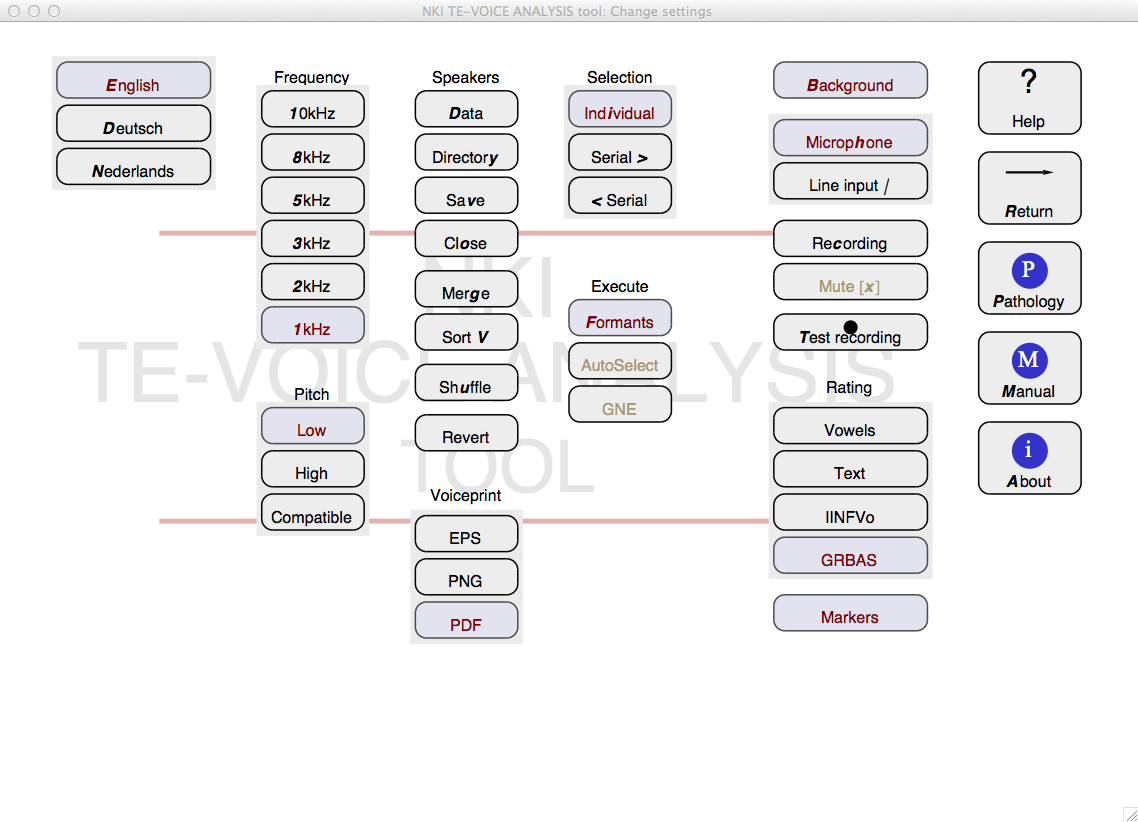 NKI TE-VOICE ANALYSIS tool: Change settings
English
Deutsch
Nederlands
Frequency
10kHz
8kHz
5kHz
3kHz
2kHz
1kHz
Pitch
Low
High
Compatible
Speakers
Data
Directory
Save
Close
Merge
Sort V
Shuffle
Revert
Voiceprint
EPS
PNG
PDF
Selection
Individual
Serial >
< Serial
Execute
Formants
AutoSelect
GNE
Background
Microphone
Line input /
Recording
Mute [x]
Test recording
Rating
Vowels
Text
IINFVo
GRBAS
Markers
?
Help
Return
P
Pathology
M
Manual
i
About
NKI
TE-VOICE ANALYSIS
TOOL